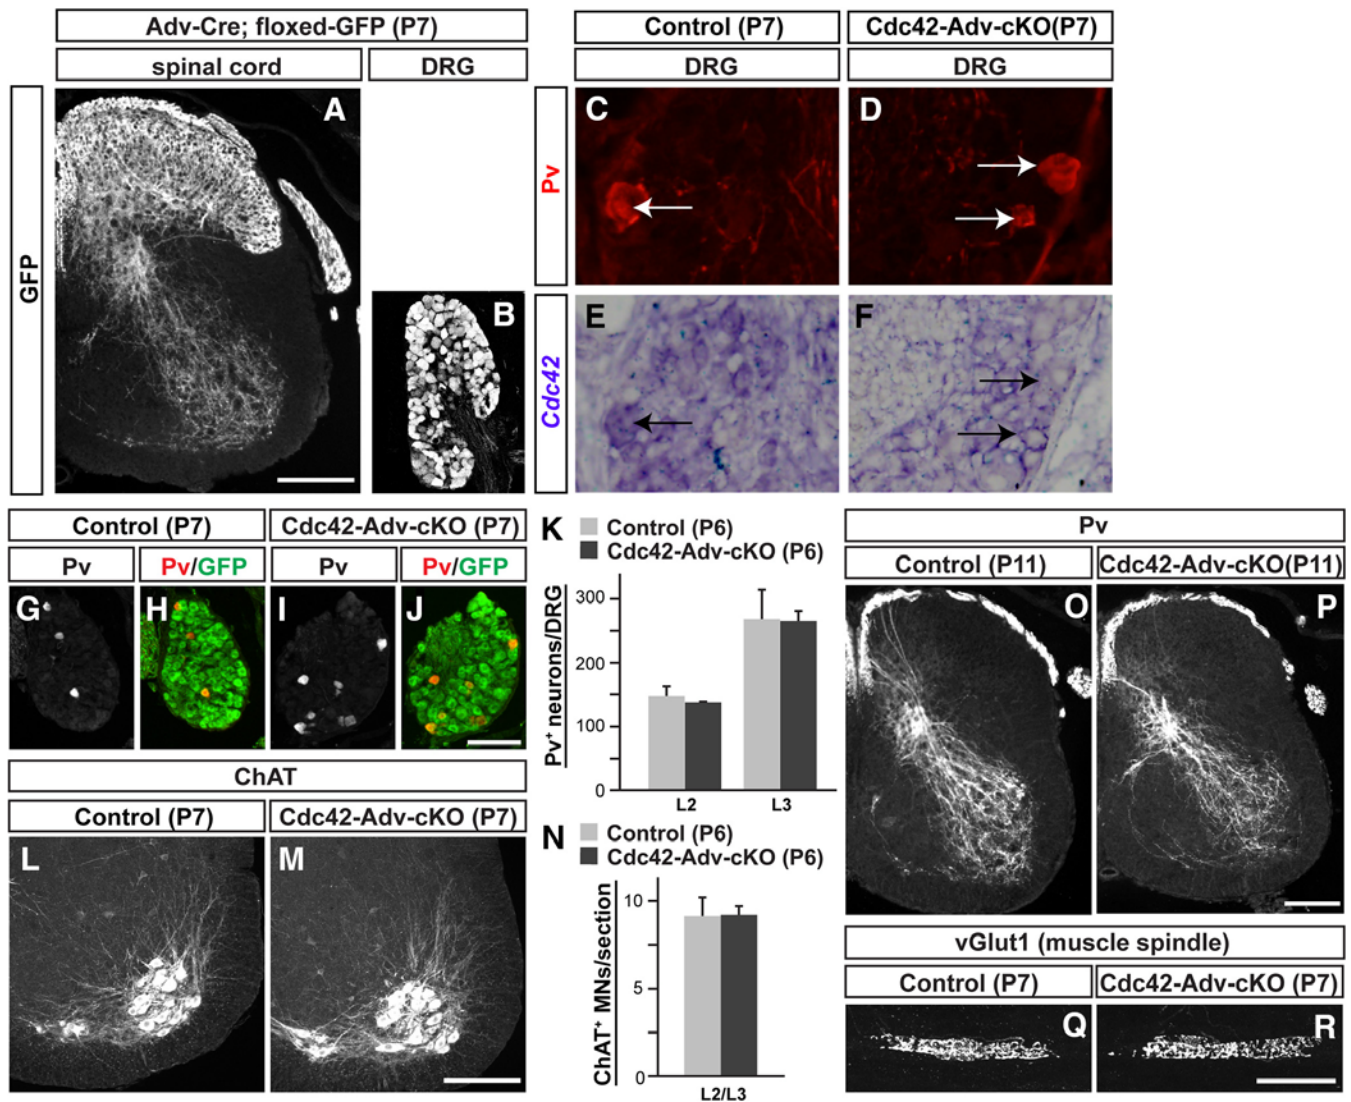 Adv-Cre; floxed-GFP (P7)
spinal cord
DRG
GFP
A
B
Control (P7)
Cdc42-Adv-cKO(P7)
DRG
DRG
Pv
C
D
Cdc42
E
F
Control (P7)
Cdc42-Adv-cKO (P7)
Pv
Pv/GFP
Pv
Pv/GFP
G
H
I
J
K
Control (P6)
Cdc42-Adv-cKO (P6)
Pv⁺ neurons/DRG
300
200
100
0
L2
L3
ChAT
Control (P7)
Cdc42-Adv-cKO (P7)
L
M
N
Control (P6)
Cdc42-Adv-cKO (P6)
ChAT⁺ MNs/section
10
5
0
L2/L3
Pv
Control (P11)
Cdc42-Adv-cKO(P11)
O
P
vGlut1 (muscle spindle)
Control (P7)
Cdc42-Adv-cKO (P7)
Q
R